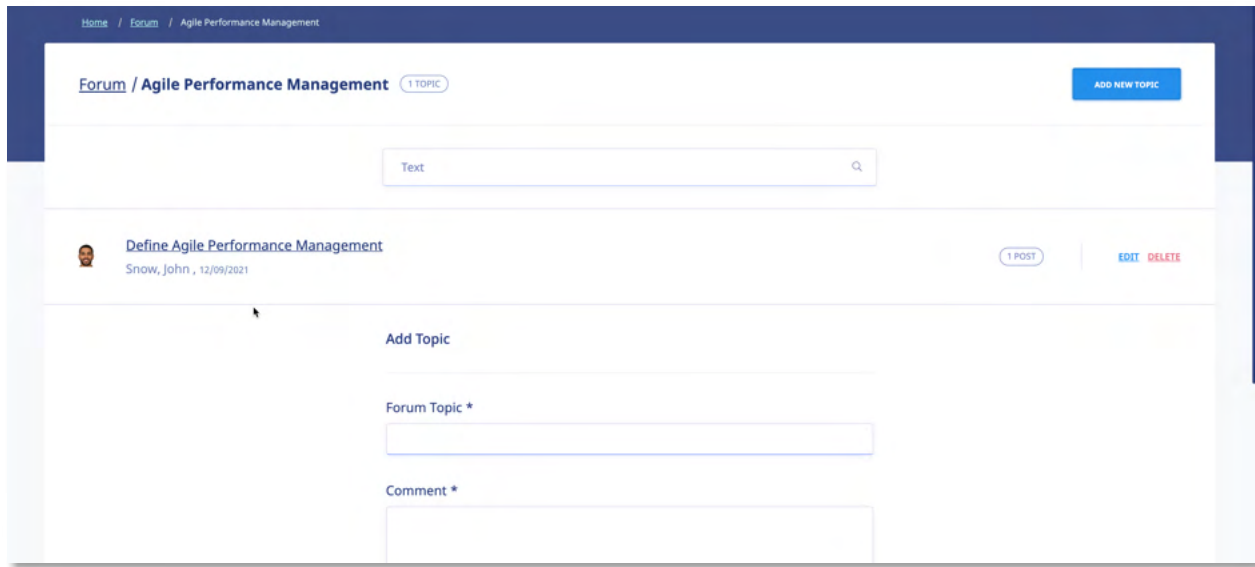 Home / Forum / Agile Performance Management
Forum / Agile Performance Management 1 TOPIC
ADD NEW TOPIC
Text
Define Agile Performance Management
Snow, John , 12/09/2021
1 POST
EDIT DELETE
Add Topic
Forum Topic *
Comment *